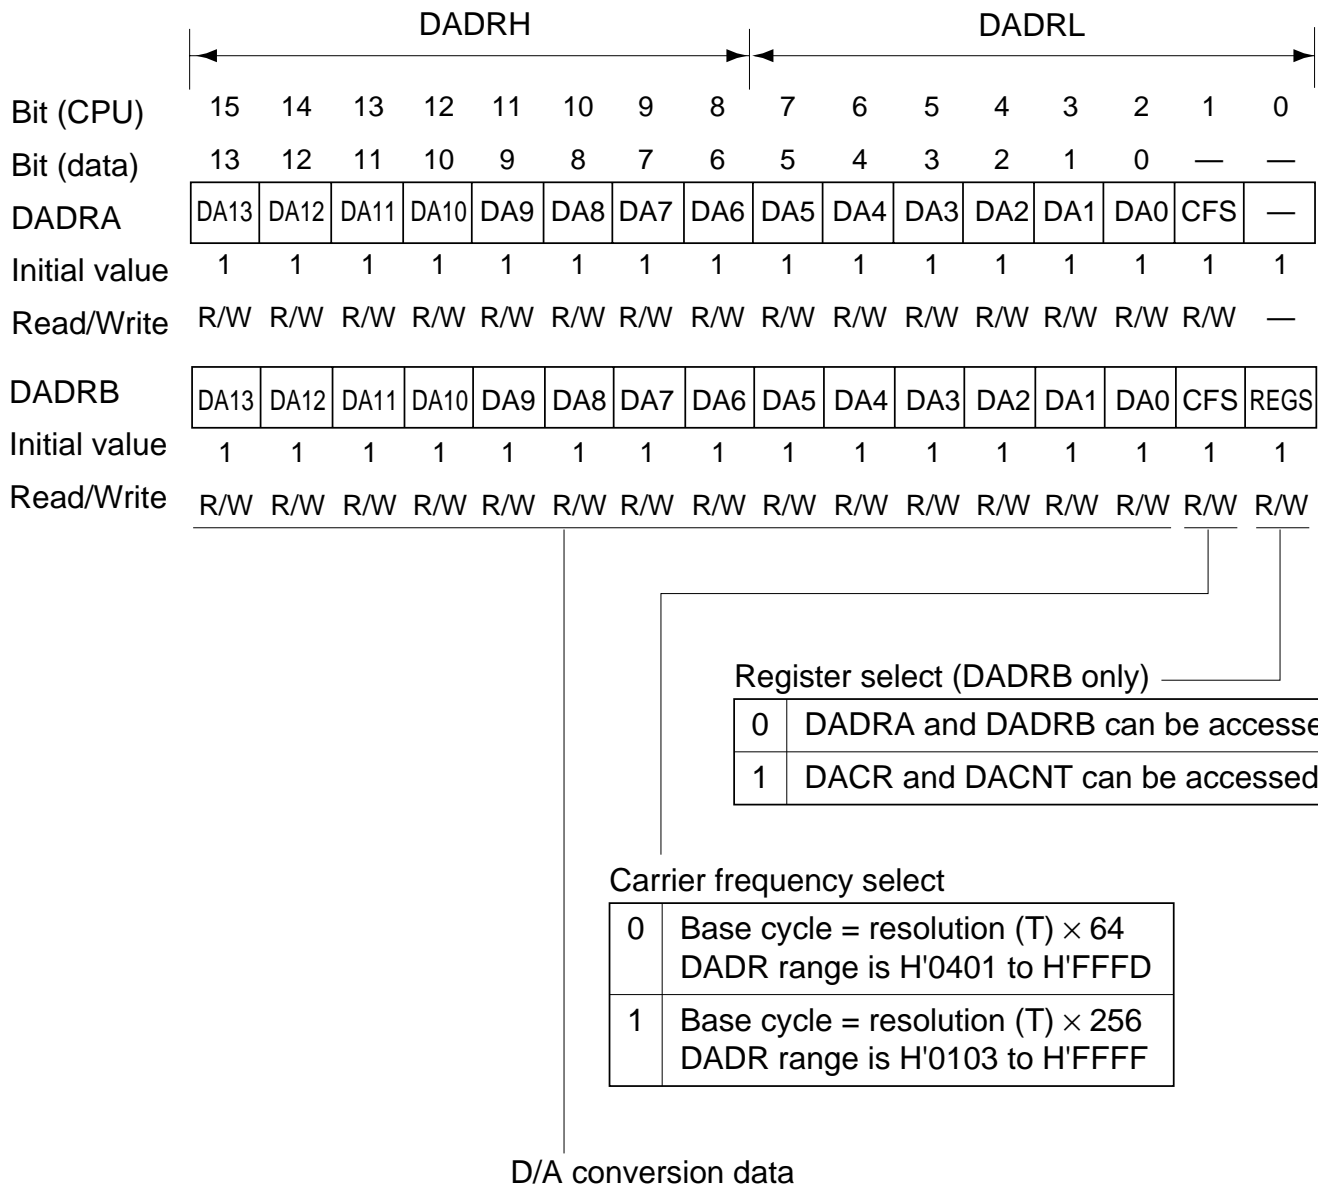 DADRH DADRL
Bit (CPU) 15 14 13 12 11 10 9 8 7 6 5 4 3 2 1 0
Bit (data) 13 12 11 10 9 8 7 6 5 4 3 2 1 0 — —
DADRA DA13 DA12 DA11 DA10 DA9 DA8 DA7 DA6 DA5 DA4 DA3 DA2 DA1 DA0 CFS —
Initial value 1 1 1 1 1 1 1 1 1 1 1 1 1 1 1 1
Read/Write R/W R/W R/W R/W R/W R/W R/W R/W R/W R/W R/W R/W R/W R/W R/W —
DADRB DA13 DA12 DA11 DA10 DA9 DA8 DA7 DA6 DA5 DA4 DA3 DA2 DA1 DA0 CFS REGS
Initial value 1 1 1 1 1 1 1 1 1 1 1 1 1 1 1 1
Read/Write R/W R/W R/W R/W R/W R/W R/W R/W R/W R/W R/W R/W R/W R/W R/W R/W
Register select (DADRB only)
0 DADRA and DADRB can be accesse
1 DACR and DACNT can be accessed
Carrier frequency select
0 Base cycle = resolution (T) × 64
DADR range is H'0401 to H'FFFD
1 Base cycle = resolution (T) × 256
DADR range is H'0103 to H'FFFF
D/A conversion data